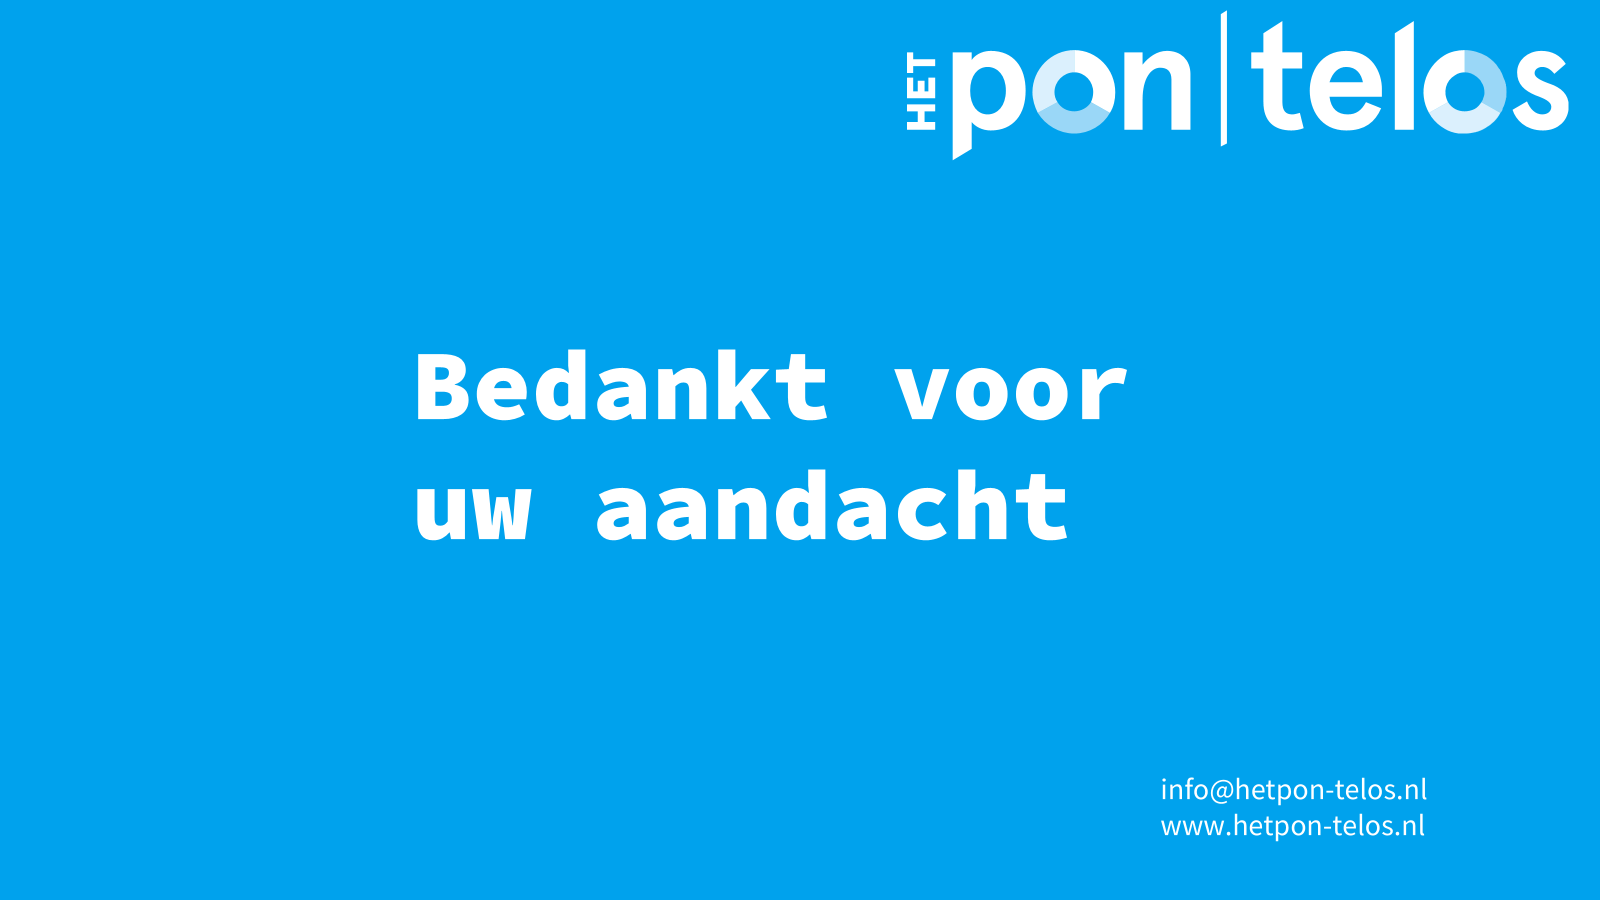 HET pon | telos
Bedankt voor
uw aandacht
info@hetpon-telos.nl
www.hetpon-telos.nl